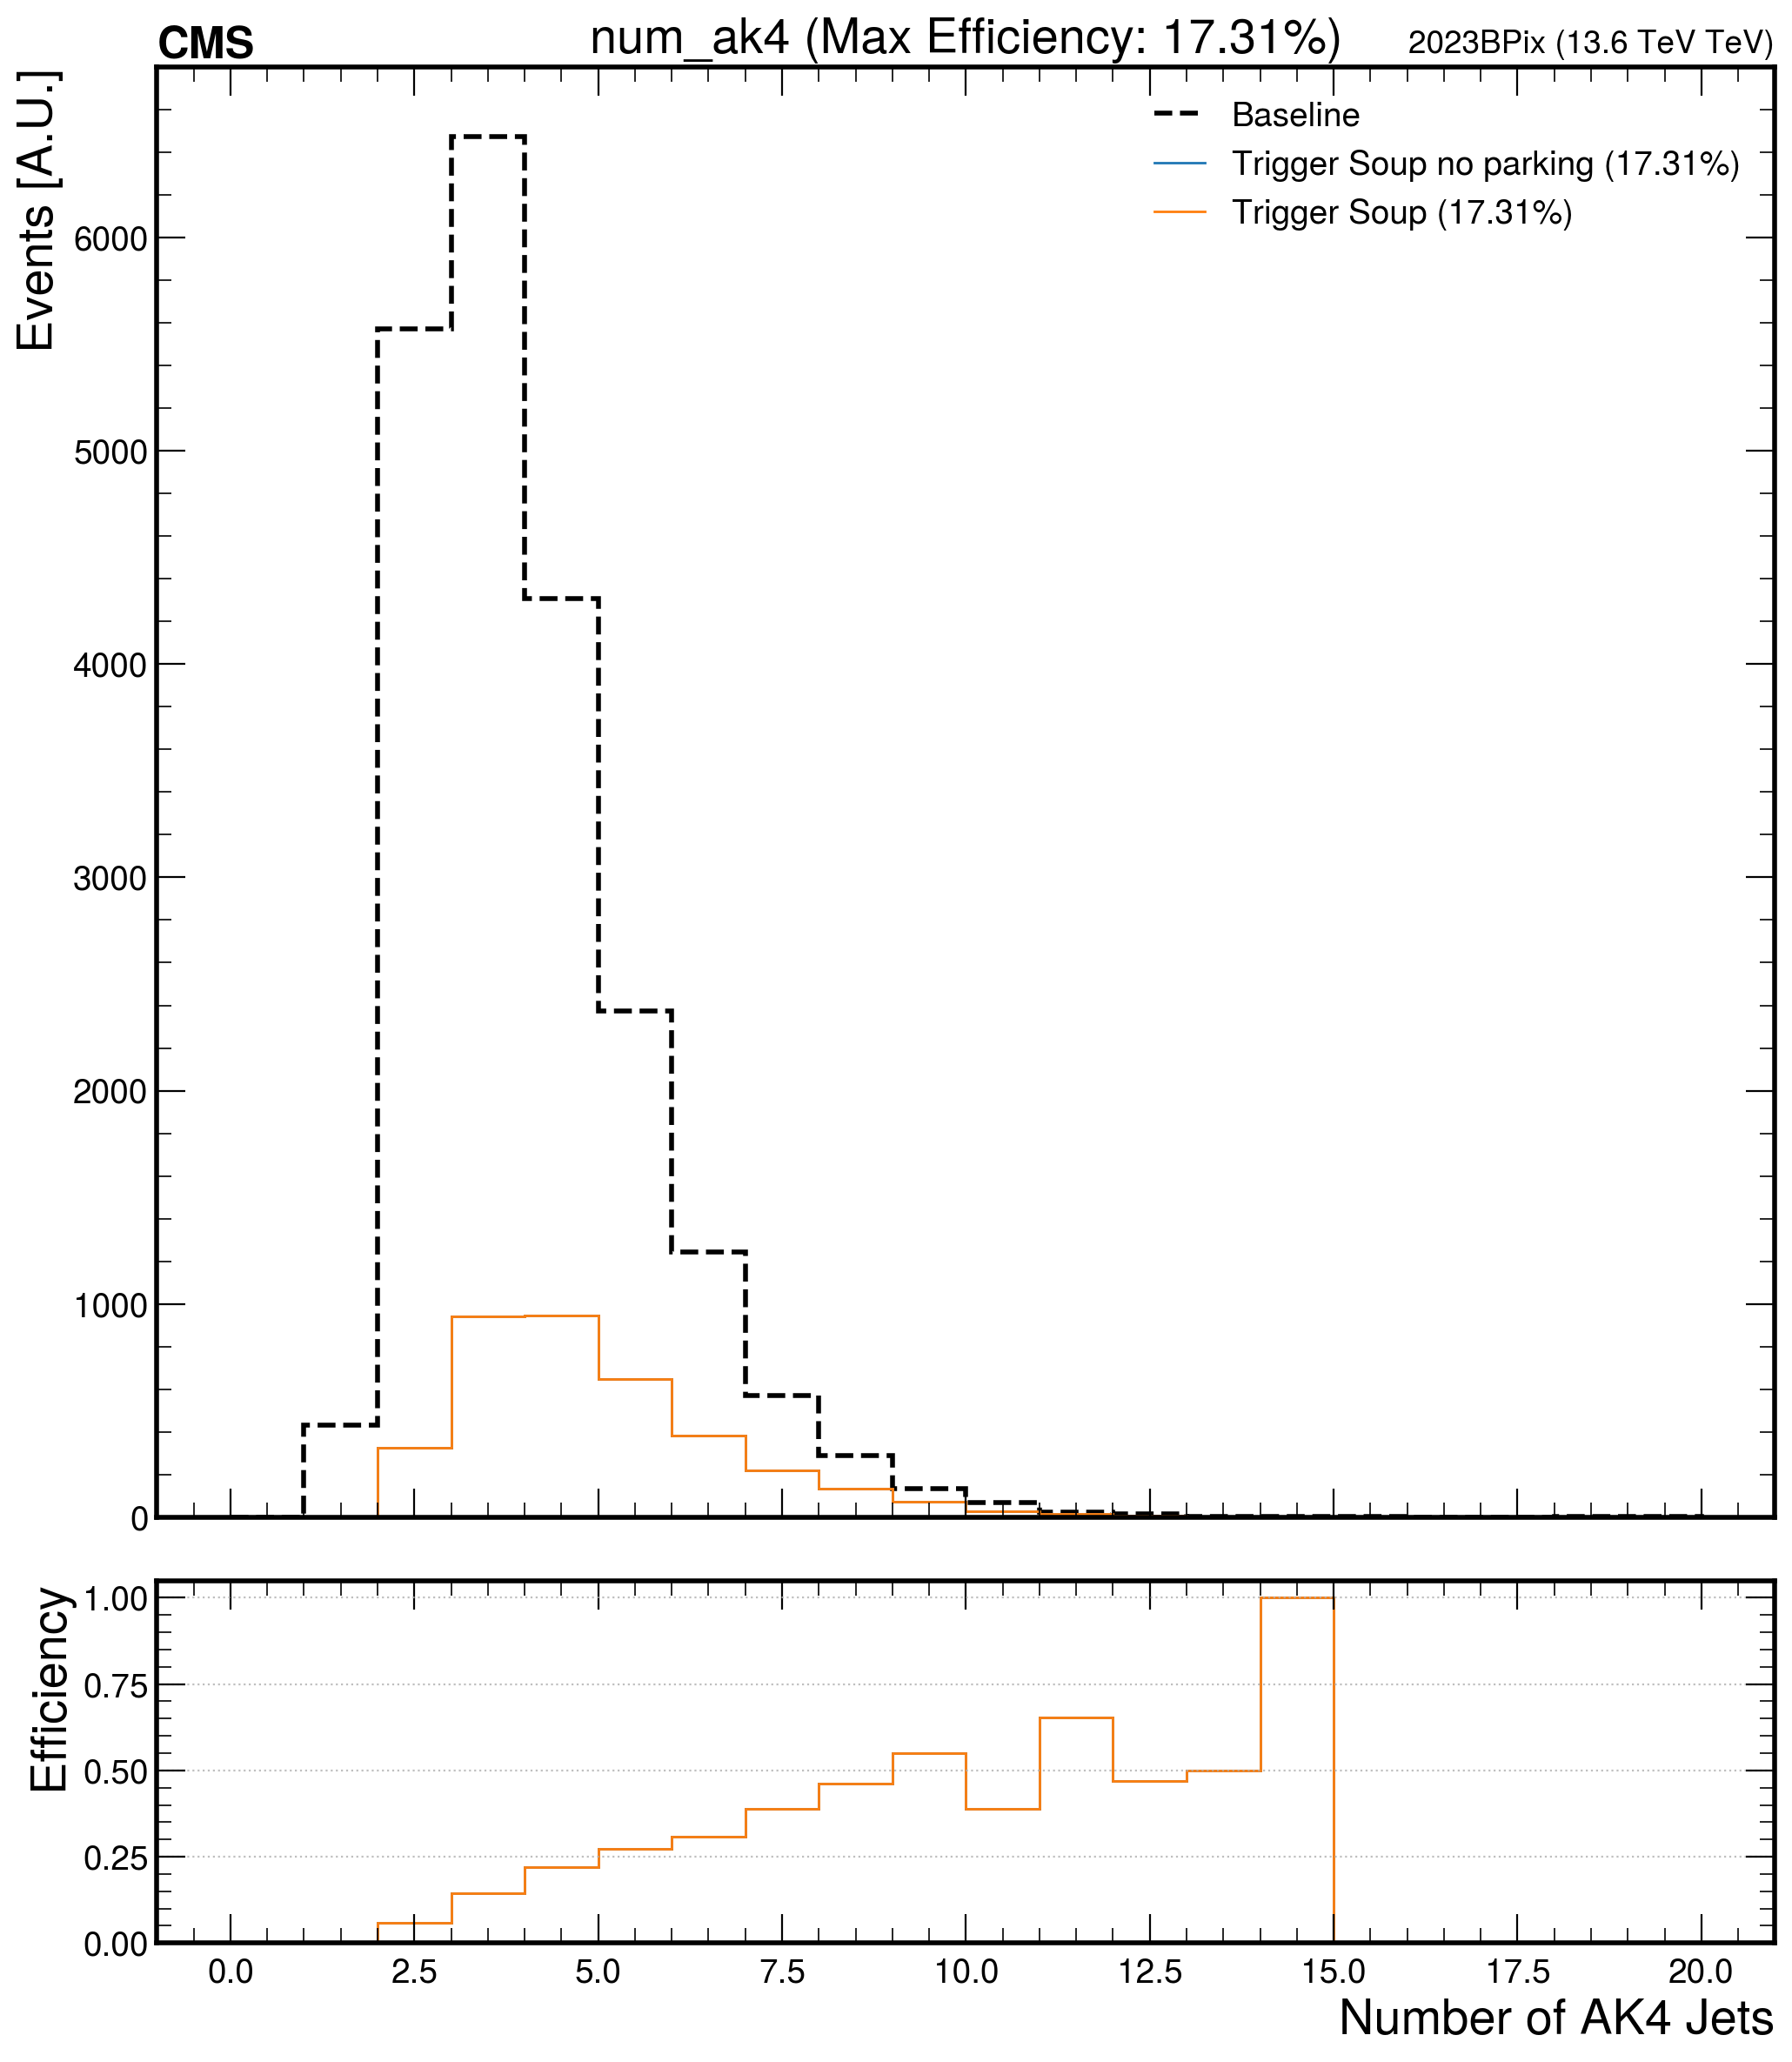 CMS num_ak4 (Max Efficiency: 17.31%) 2023BPix (13.6 TeV TeV)
Events [A.U.]
Baseline
Trigger Soup no parking (17.31%)
Trigger Soup (17.31%)
6000
5000
4000
3000
2000
1000
0
Efficiency
1.00
0.75
0.50
0.25
0.00
0.0 2.5 5.0 7.5 10.0 12.5 15.0 17.5 20.0
Number of AK4 Jets